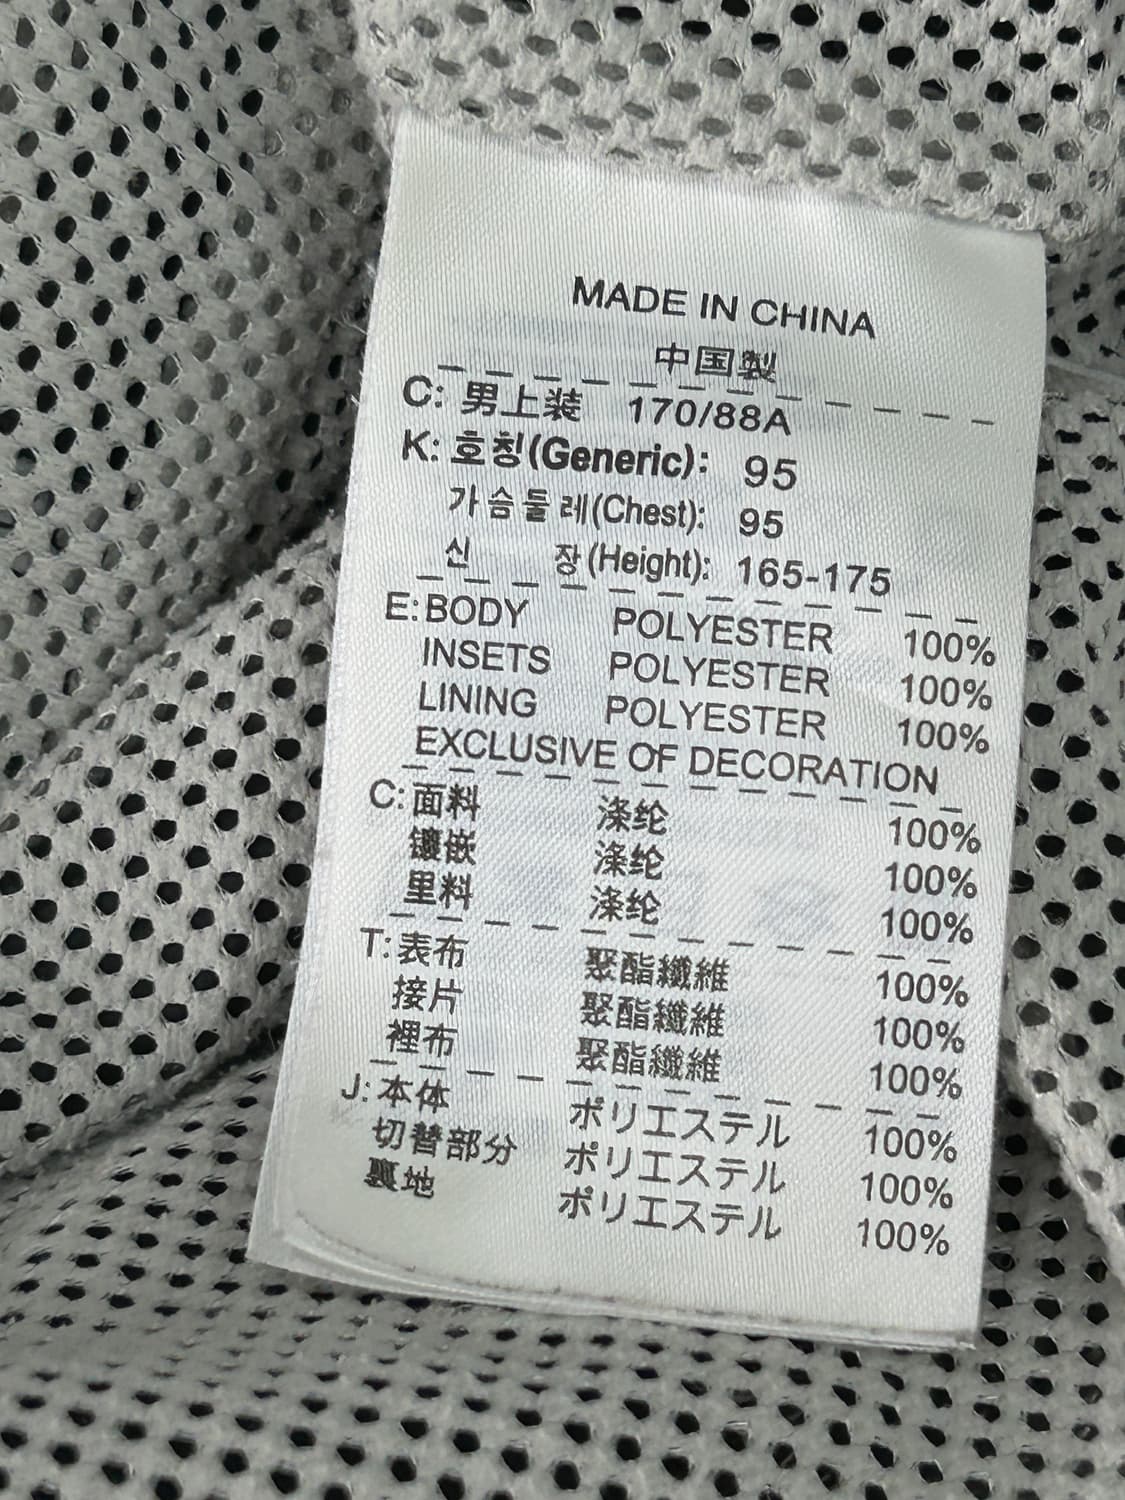 MADE IN CHINA
中国製
C: 男上装 170/88A
K: 호칭(Generic): 95
가슴둘레(Chest): 95
신 장(Height): 165-175
E: BODY POLYESTER 100%
INSETS POLYESTER 100%
LINING POLYESTER 100%
EXCLUSIVE OF DECORATION
C: 面料 涤纶 100%
镶嵌 涤纶 100%
里料 涤纶 100%
T: 表布 聚酯纖維 100%
接片 聚酯纖維 100%
裡布 聚酯纖維 100%
J: 本体 ポリエステル 100%
切替部分 ポリエステル 100%
裏地 ポリエステル 100%